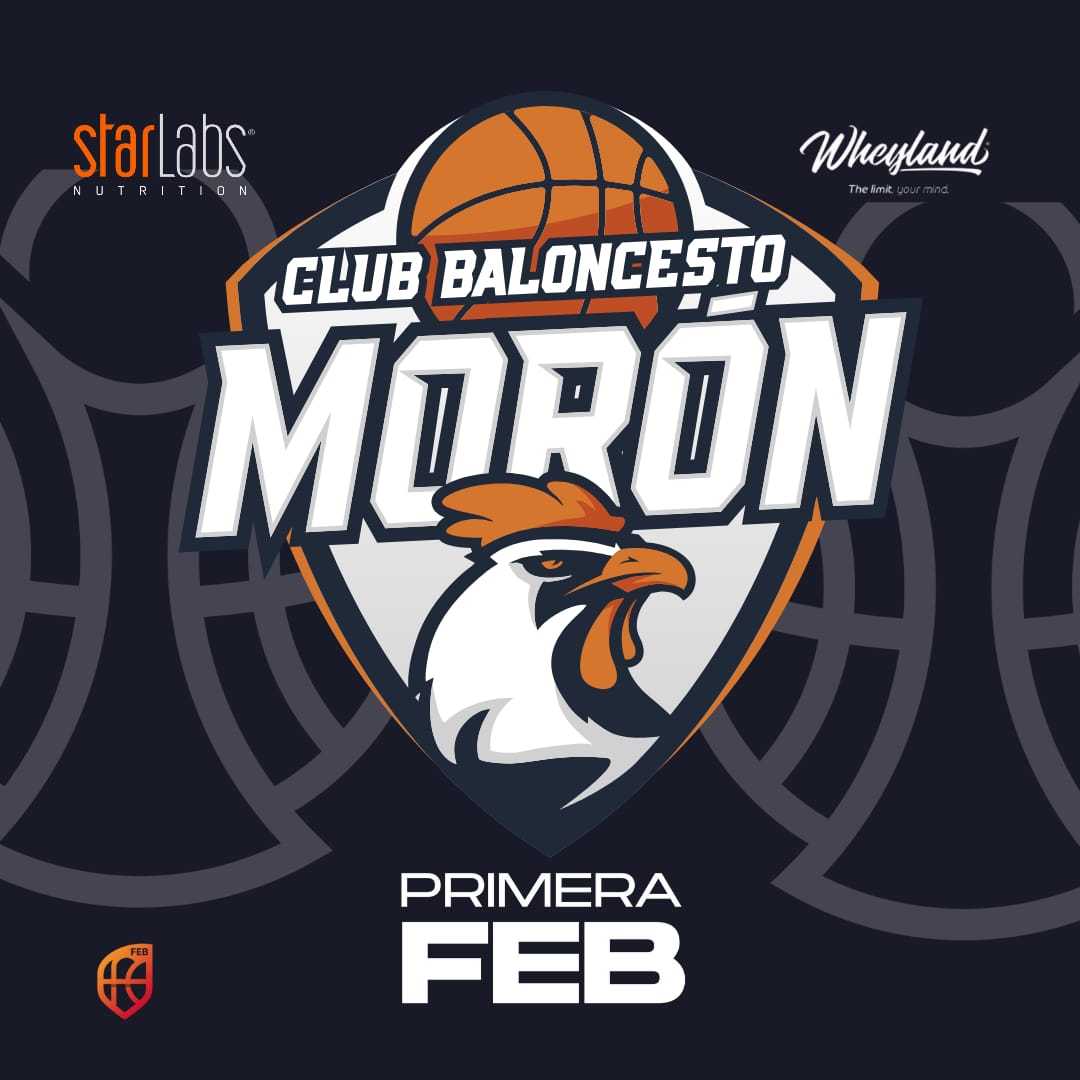 starLabs®
NUTRITION
Wheyland
The limit, your mind.
CLUB BALONCESTO
MORÓN
PRIMERA
FEB
FEB